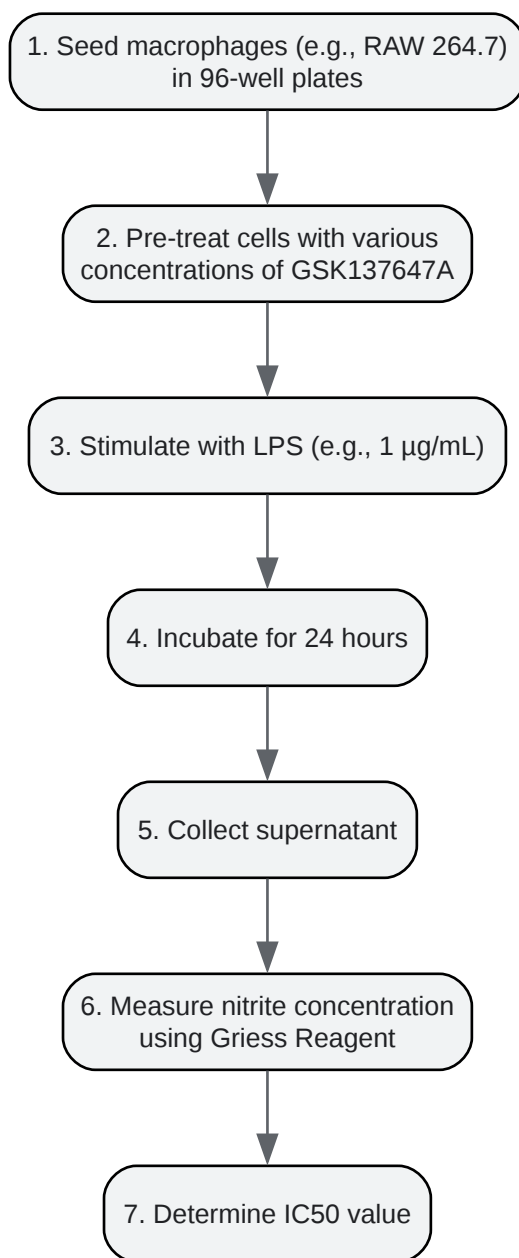 1. Seed macrophages (e.g., RAW 264.7)
in 96-well plates
2. Pre-treat cells with various
concentrations of GSK137647A
3. Stimulate with LPS (e.g., 1 µg/mL)
4. Incubate for 24 hours
5. Collect supernatant
6. Measure nitrite concentration
using Griess Reagent
7. Determine IC50 value